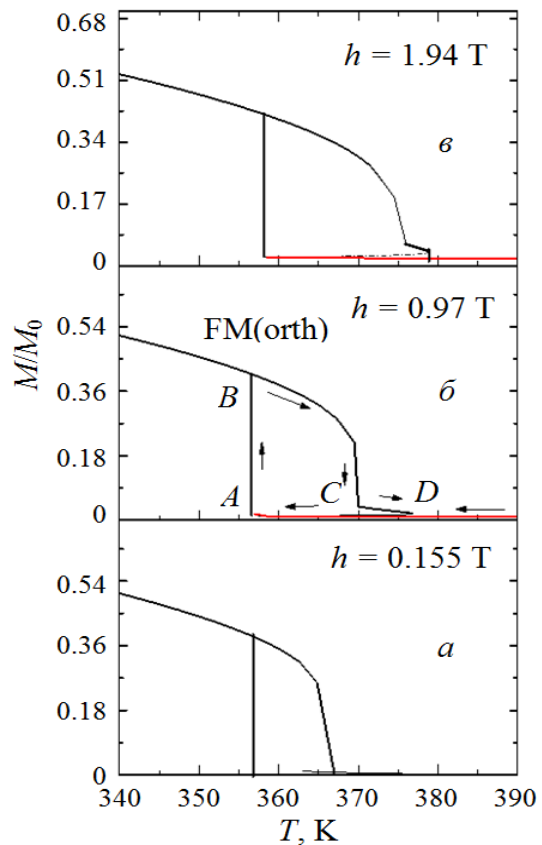 0.68
h = 1.94 T
0.51
0.34
в
0.17
0
h = 0.97 T
0.54
FM(orth)
M/M0
0.36
B
б
0.18
A
C
D
0
h = 0.155 T
0.54
0.36
а
0.18
0
340 350 360 370 380 390
T, K